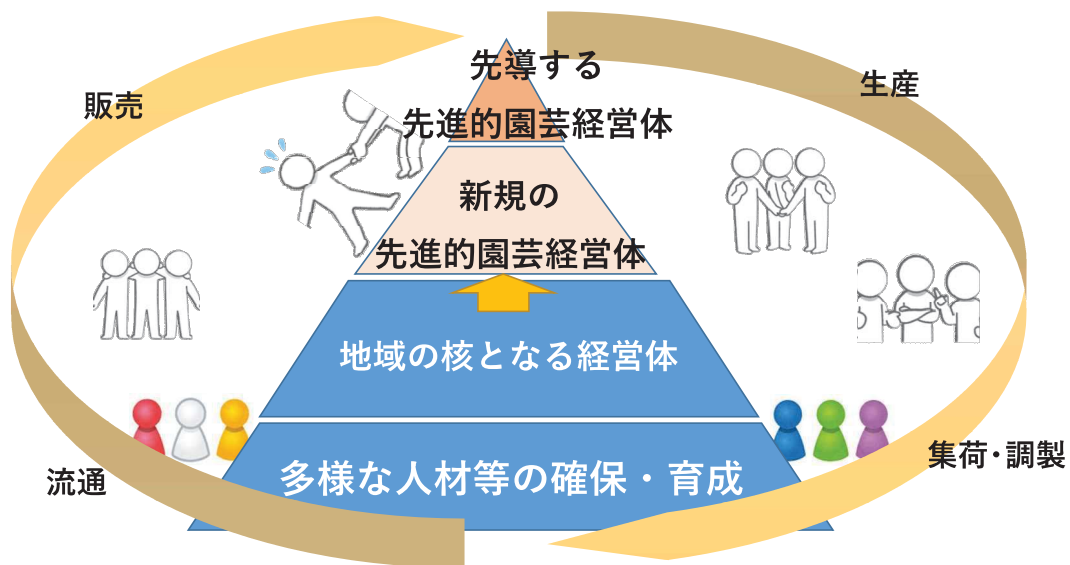 先導する
先進的園芸経営体
生産
販売
新規の
先進的園芸経営体
地域の核となる経営体
集荷・調製
流通
多様な人材等の確保・育成